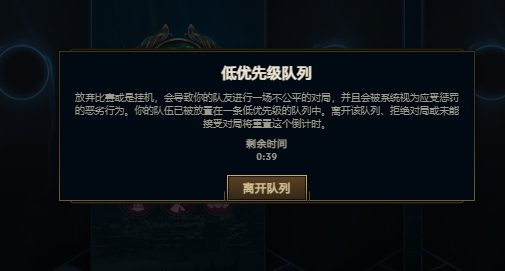 低优先级队列
放弃比赛或是挂机，会导致你的队友进行一场不公平的对局，并且会被系统视为应受惩罚
的恶劣行为。你的队伍已被放置在一条低优先级的队列中。离开该队列、拒绝对局或未能
接受对局将重置这个倒计时。
剩余时间
0:39
离开队列